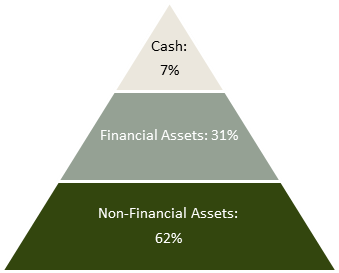 Cash:
7%
Financial Assets: 31%
Non-Financial Assets:
62%